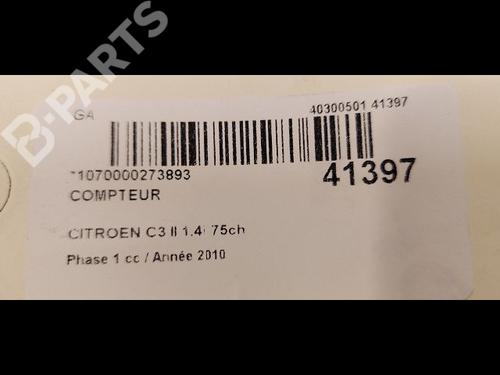 B-PARTS
GA 40300501 41397
*1070000273893 41397
COMPTEUR
CITROEN C3 II 1.4i 75ch
Phase 1 cc / Année 2010